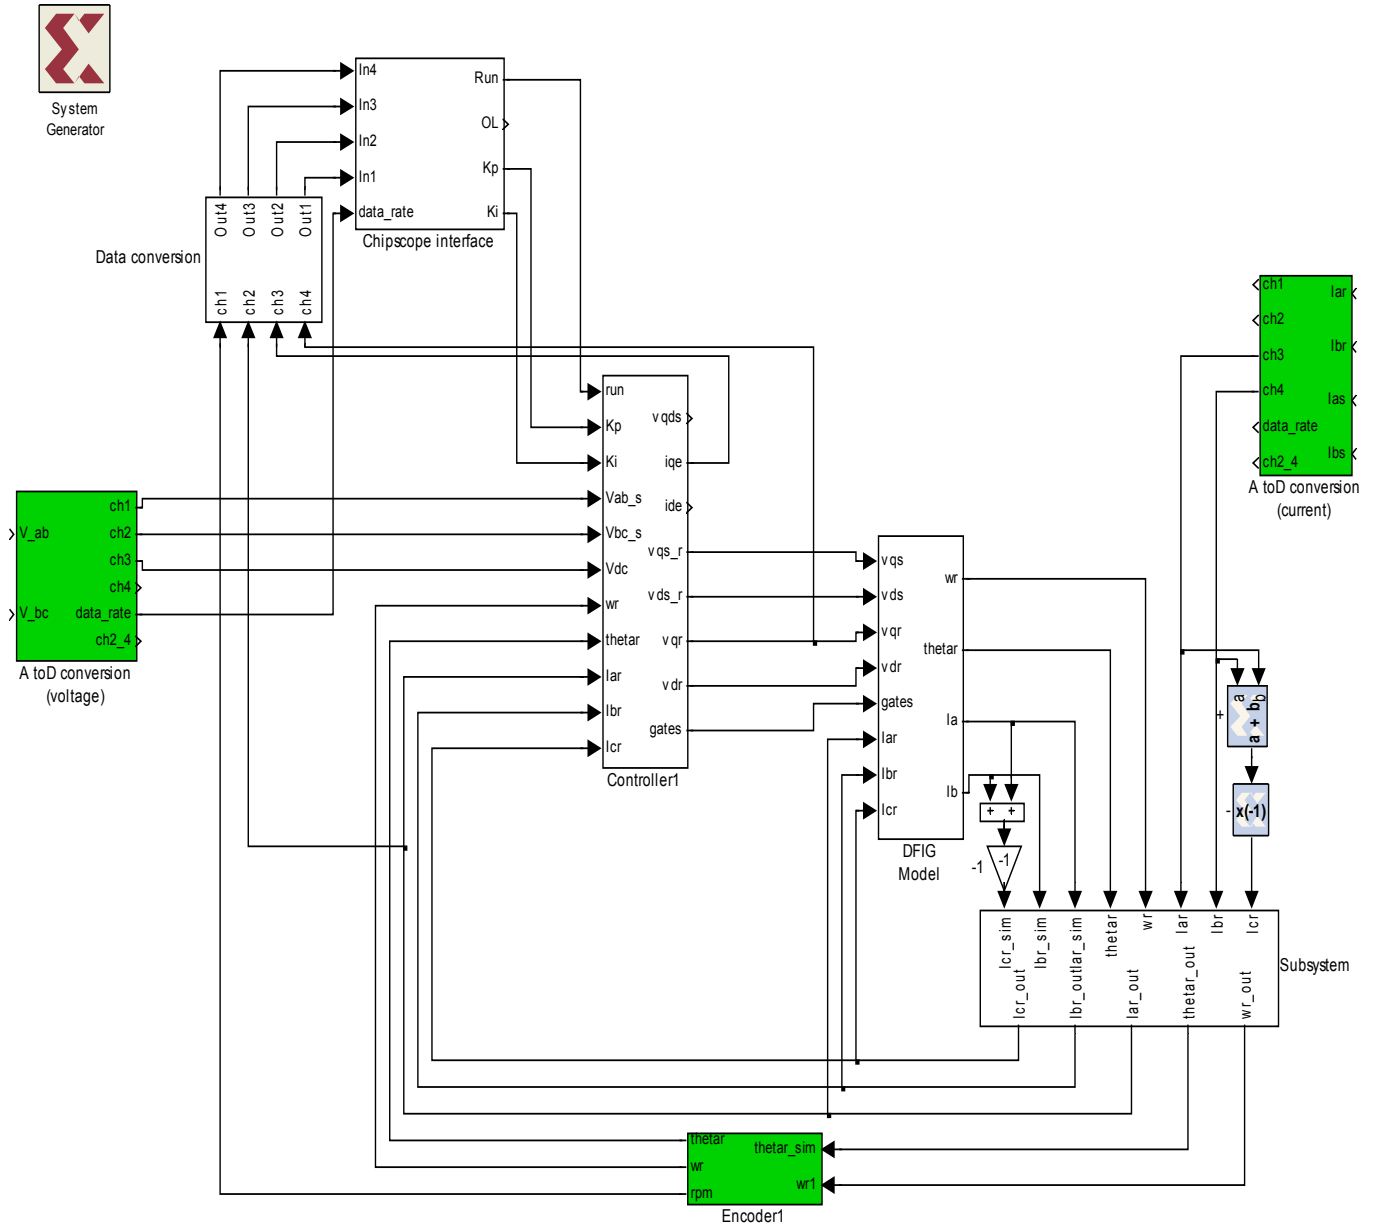 System
Generator
In4
In3
In2
In1
data_rate
Run
OL
Kp
Ki
Chipscope interface
Out4
Out3
Out2
Out1
ch1
ch2
ch3
ch4
Data conversion
ch1
ch2
ch3
ch4
data_rate
ch2_4
Iar
Ibr
Ias
Ibs
A toD conversion
(current)
run
Kp
Ki
Vab_s
Vbc_s
Vdc
wr
thetar
Iar
Ibr
Icr
vqds
iqe
ide
vqs_r
vds_r
vqr
vdr
gates
Controller1
V_ab
V_bc
ch1
ch2
ch3
ch4
data_rate
ch2_4
A toD conversion
(voltage)
vqs
vds
vqr
vdr
gates
Iar
Ibr
Icr
wr
thetar
Ia
Ib
DFIG
Model
+ +
-1
-1
a
b
a + b
+
x(-1)
-
Icr_sim
Ibr_sim
Iar_sim
thetar
wr
Iar
Ibr
Icr
Icr_out
Ibr_out
Iar_out
thetar_out
wr_out
Subsystem
thetar
wr
rpm
thetar_sim
wr1
Encoder1